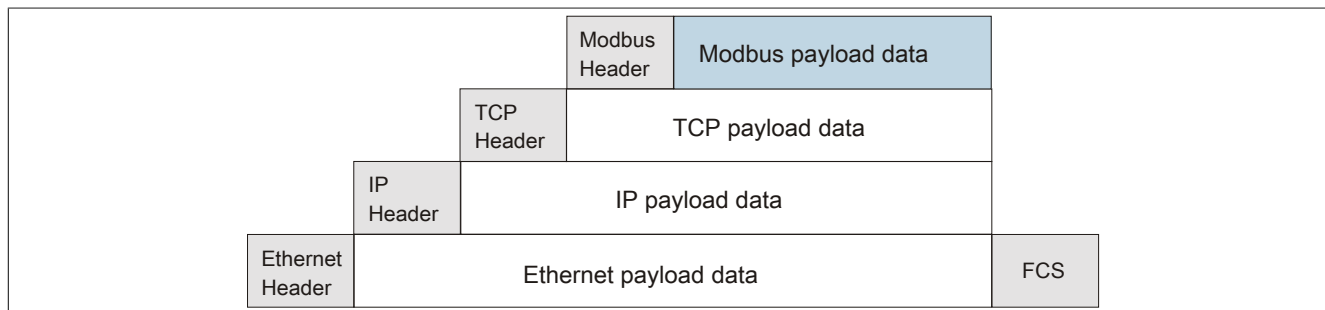 Modbus
Header
Modbus payload data
TCP
Header
TCP payload data
IP
Header
IP payload data
Ethernet
Header
Ethernet payload data
FCS